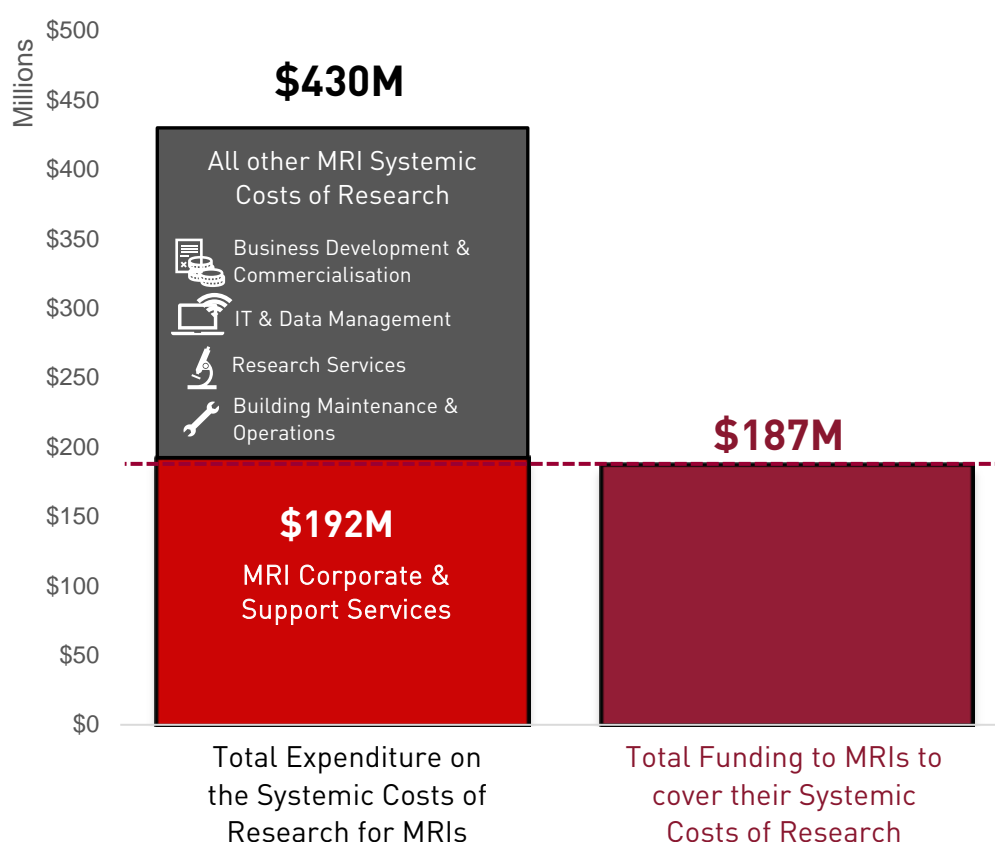 Millions
$500
$450
$400
$350
$300
$250
$200
$150
$100
$50
$0
$430M
All other MRI Systemic
Costs of Research
Business Development &
Commercialisation
IT & Data Management
Research Services
Building Maintenance &
Operations
$192M
MRI Corporate &
Support Services
$187M
Total Expenditure on
the Systemic Costs of
Research for MRIs
Total Funding to MRIs to
cover their Systemic
Costs of Research